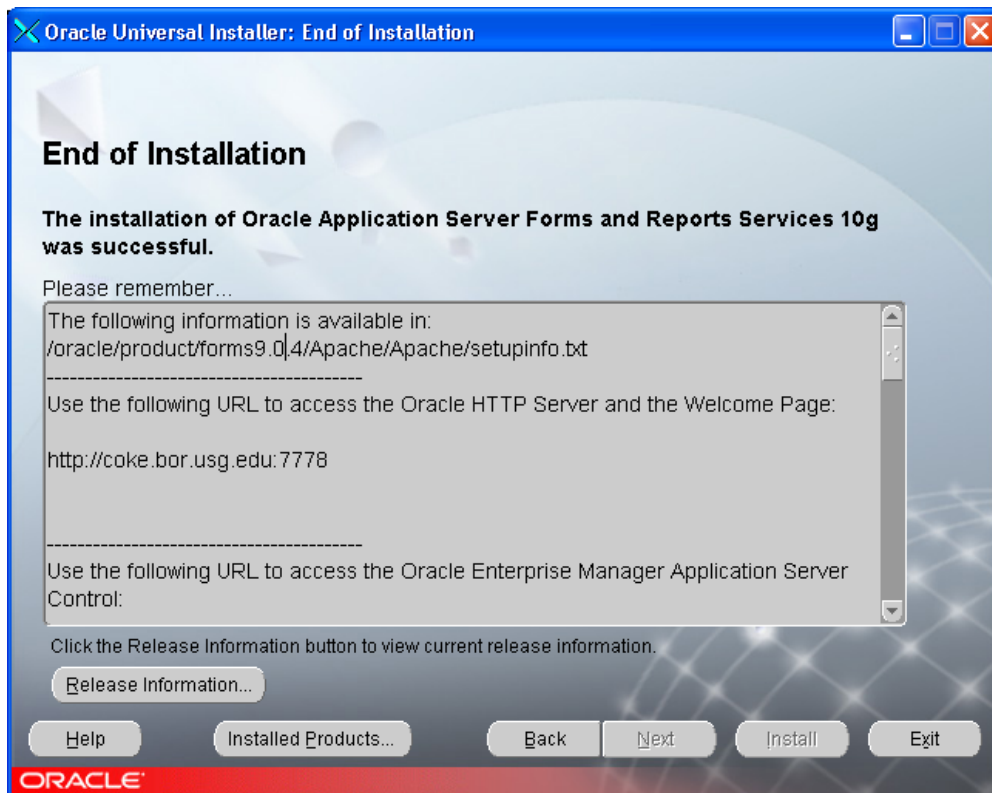 Oracle Universal Installer: End of Installation
End of Installation
The installation of Oracle Application Server Forms and Reports Services 10g
was successful.
Please remember...
The following information is available in:
/oracle/product/forms9.0.4/Apache/Apache/setupinfo.txt
---------------------------------------
Use the following URL to access the Oracle HTTP Server and the Welcome Page:
http://coke.bor.usg.edu:7778
---------------------------------------
Use the following URL to access the Oracle Enterprise Manager Application Server
Control:
Click the Release Information button to view current release information.
Release Information...
Help Installed Products... Back Next Install Exit
ORACLE